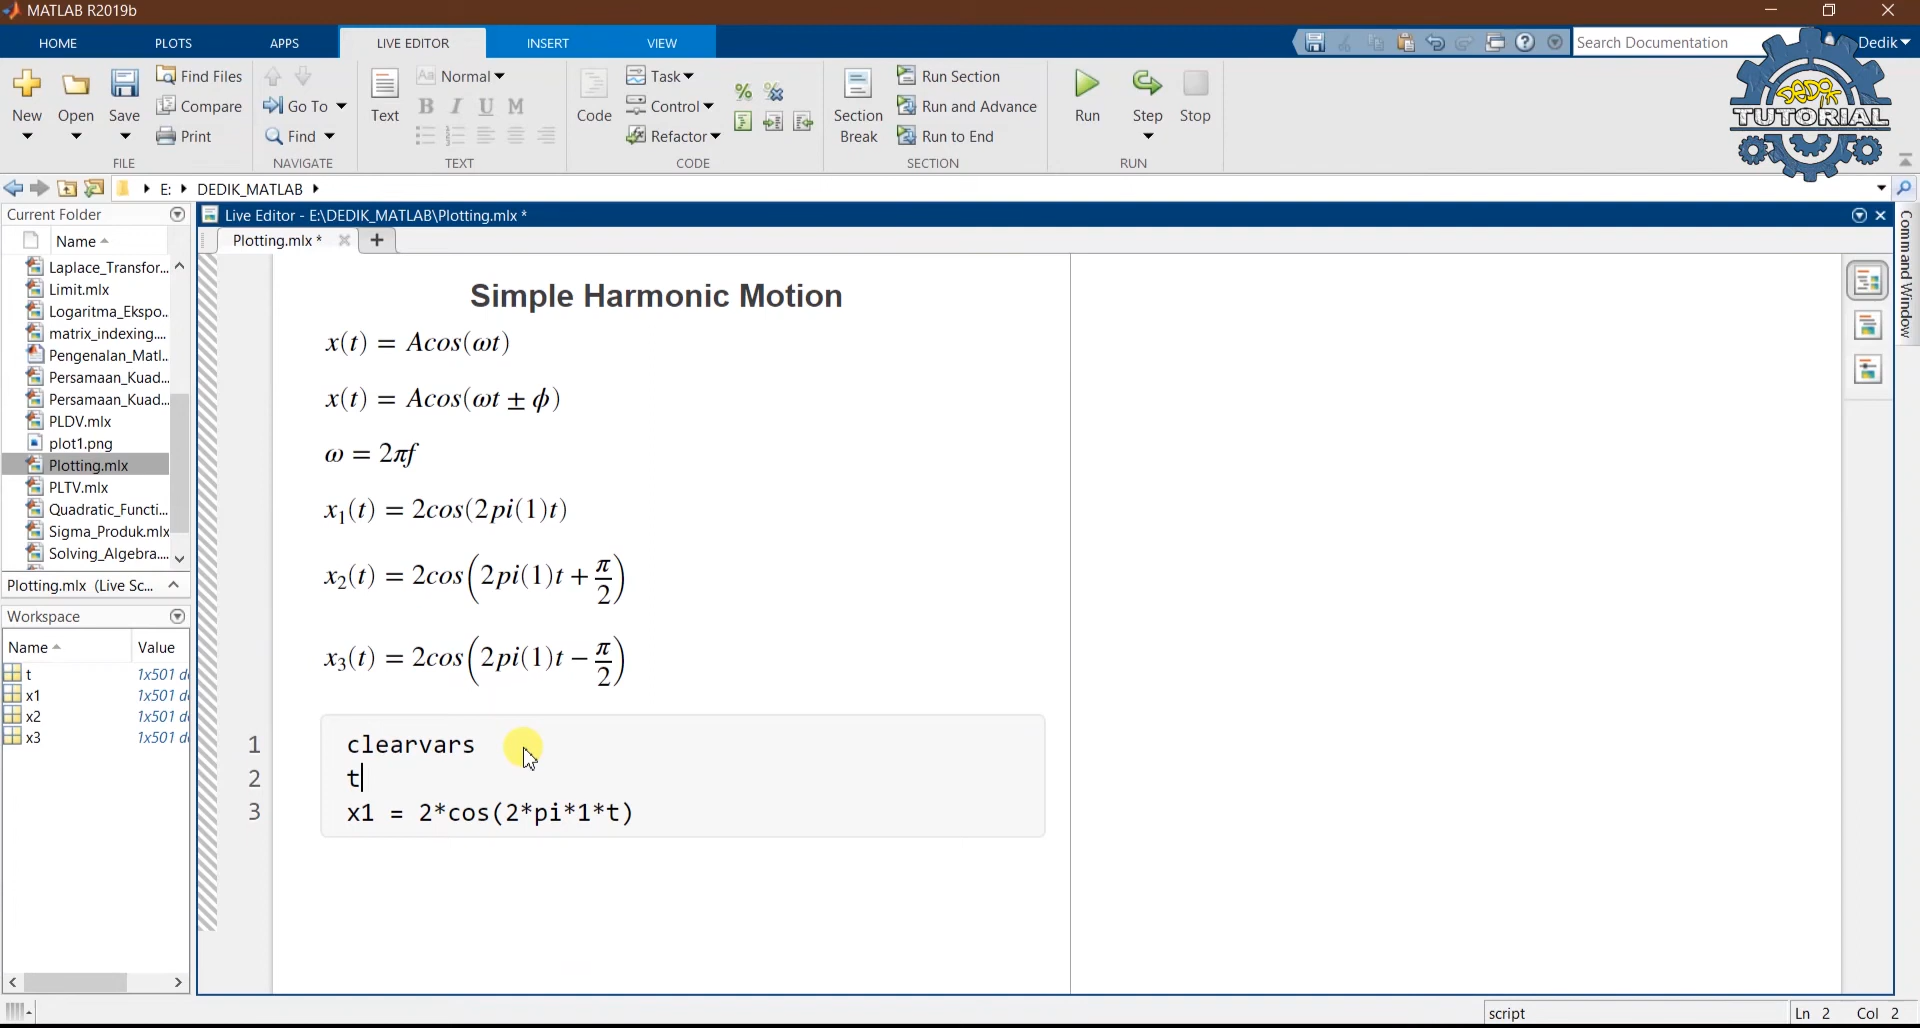 MATLAB R2019b
HOME PLOTS APPS LIVE EDITOR INSERT VIEW
Search Documentation
Dedik
New
Open
Save
Find Files
Compare
Print
FILE
Go To
Find
NAVIGATE
Text
Aa Normal
B I U M
TEXT
Code
Task
Control
Refactor
CODE
Section Break
Run Section
Run and Advance
Run to End
SECTION
Run
Step
Stop
RUN
DEDIK
TUTORIAL
E: DEDIK_MATLAB
Current Folder
Name
Laplace_Transfor...
Limit.mlx
Logaritma_Ekspo..
matrix_indexing....
Pengenalan_Matl..
Persamaan_Kuad..
Persamaan_Kuad..
PLDV.mlx
plot1.png
Plotting.mlx
PLTV.mlx
Quadratic_Functi...
Sigma_Produk.mlx
Solving_Algebra....
Plotting.mlx (Live Sc...
Workspace
Name Value
t 1x501 d
x1 1x501 d
x2 1x501 d
x3 1x501 d
Live Editor - E:\DEDIK_MATLAB\Plotting.mlx *
Plotting.mlx *
Simple Harmonic Motion
x(t) = Acos(ωt)
x(t) = Acos(ωt ± ϕ)
ω = 2πf
x₁(t) = 2cos(2pi(1)t)
x₂(t) = 2cos(2pi(1)t + π/2)
x₃(t) = 2cos(2pi(1)t − π/2)
1 clearvars
2 t
3 x1 = 2*cos(2*pi*1*t)
Command Window
script
Ln 2 Col 2